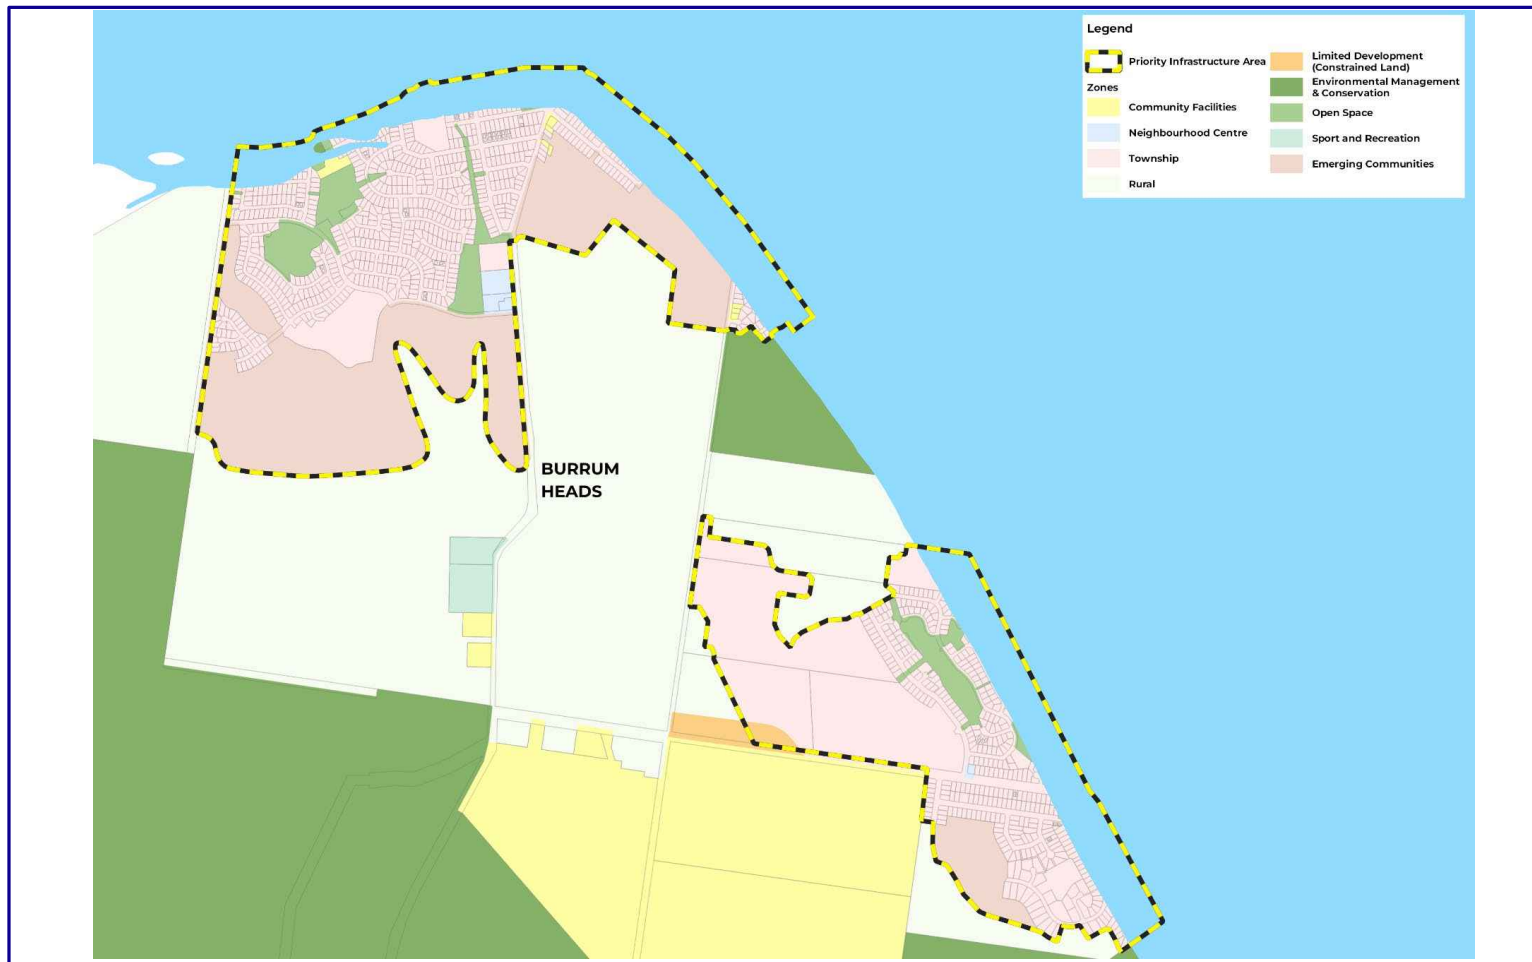 Legend
Priority Infrastructure Area
Zones
Community Facilities
Neighbourhood Centre
Township
Rural
Limited Development
(Constrained Land)
Environmental Management
& Conservation
Open Space
Sport and Recreation
Emerging Communities
BURRUM
HEADS